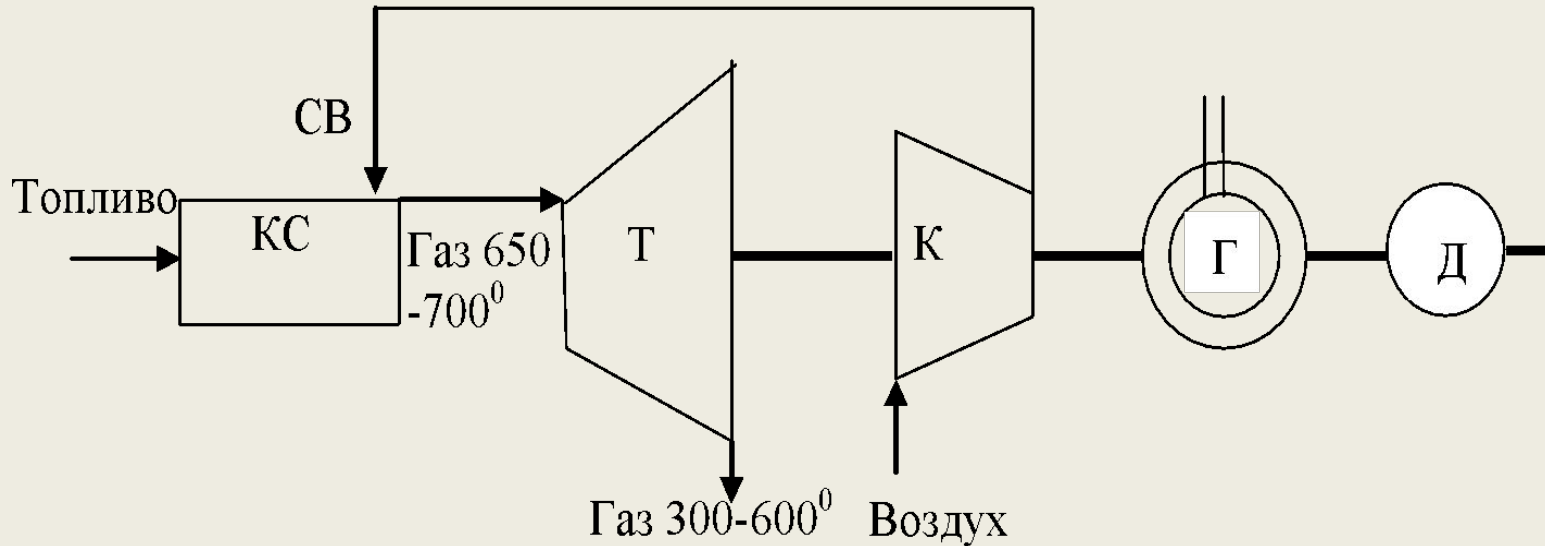 СВ
Топливо
КС
Газ 650
-700⁰
Т
К
Г
Д
Газ 300-600⁰
Воздух